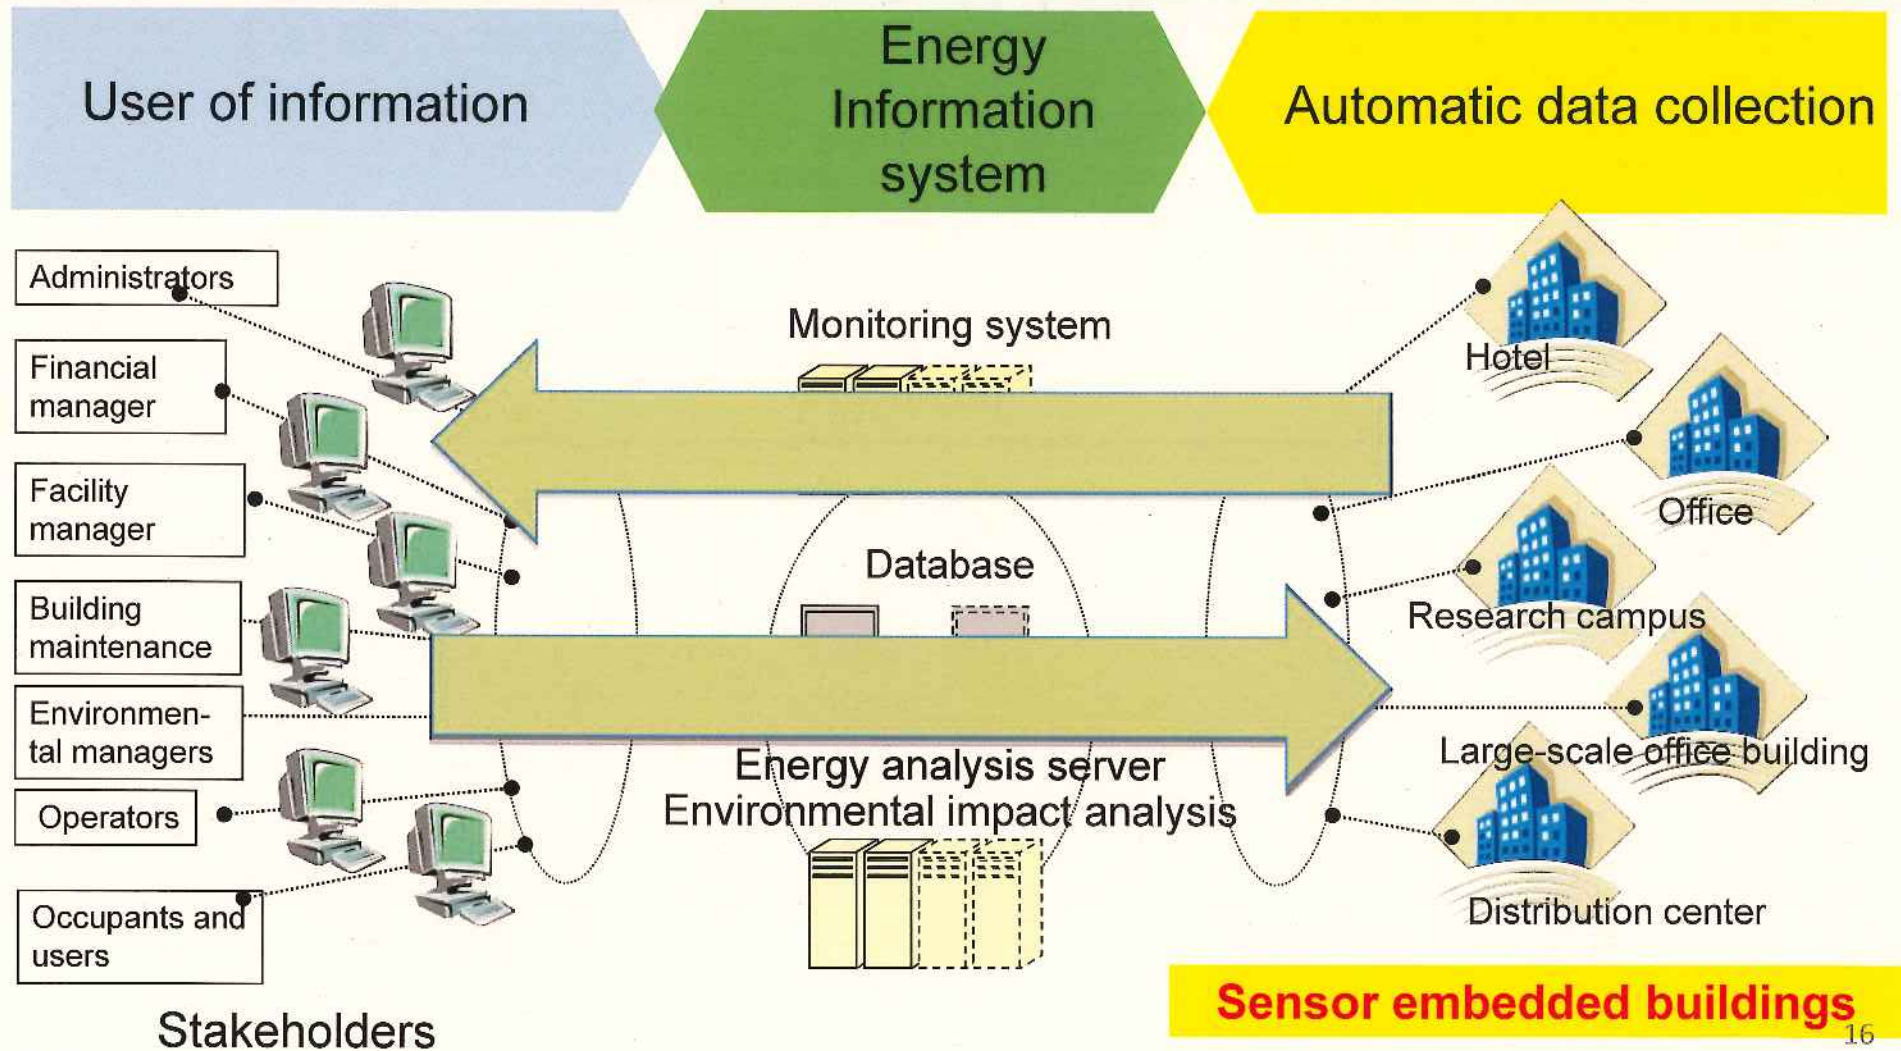 User of information
Energy
Information
system
Automatic data collection
Administrators
Financial
manager
Facility
manager
Building
maintenance
Environmen-
tal managers
Operators
Occupants and
users
Stakeholders
Monitoring system
Database
Energy analysis server
Environmental impact analysis
Hotel
Office
Research campus
Large-scale office building
Distribution center
Sensor embedded buildings
16